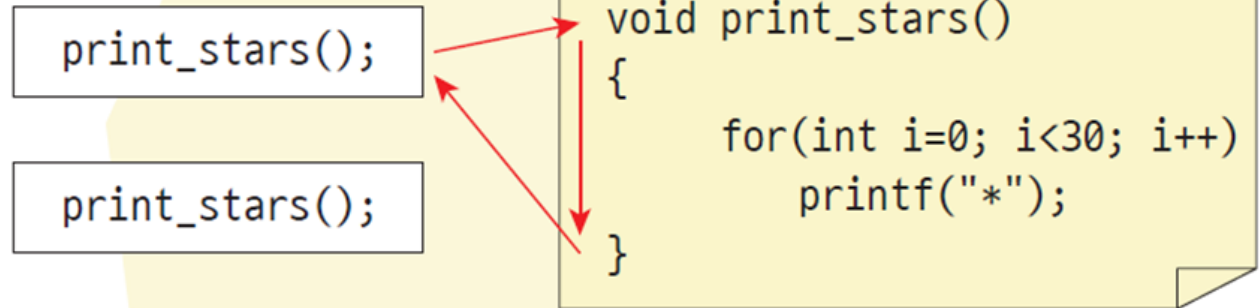 print_stars();
print_stars();
void print_stars()
{
for(int i=0; i<30; i++)
printf("*");
}